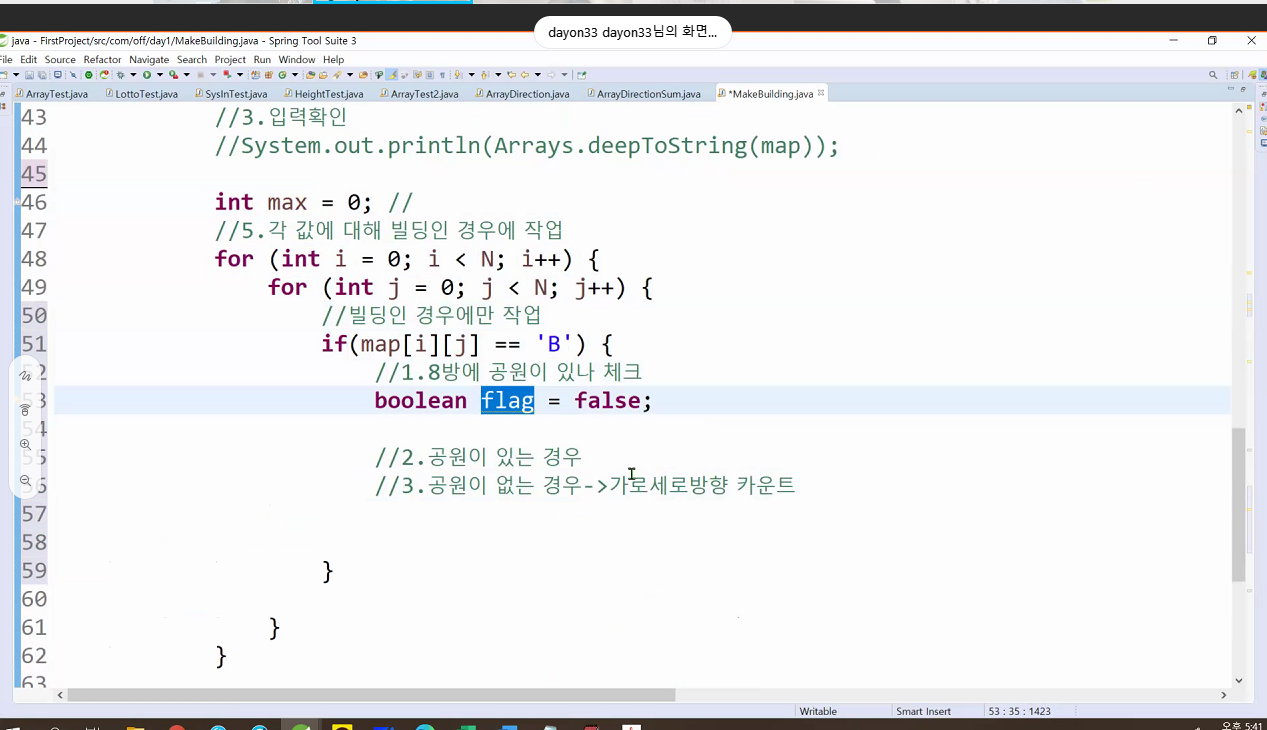 dayon33 dayon33님의 화면...
java - FirstProject/src/com/off/day1/MakeBuilding.java - Spring Tool Suite 3
File Edit Source Refactor Navigate Search Project Run Window Help
ArrayTest.java LottoTest.java SysInTest.java HeightTest.java ArrayTest2.java ArrayDirection.java ArrayDirectionSum.java *MakeBuilding.java
43 //3.입력확인
44 //System.out.println(Arrays.deepToString(map));
45
46 int max = 0; //
47 //5.각 값에 대해 빌딩인 경우에 작업
48 for (int i = 0; i < N; i++) {
49 for (int j = 0; j < N; j++) {
50 //빌딩인 경우에만 작업
51 if(map[i][j] == 'B') {
52 //1.8방에 공원이 있나 체크
53 boolean flag = false;
54
55 //2.공원이 있는 경우
56 //3.공원이 없는 경우->가로세로방향 카운트
57
58
59 }
60
61 }
62 }
63
Writable Smart Insert 53 : 35 : 1423
오후 5:41